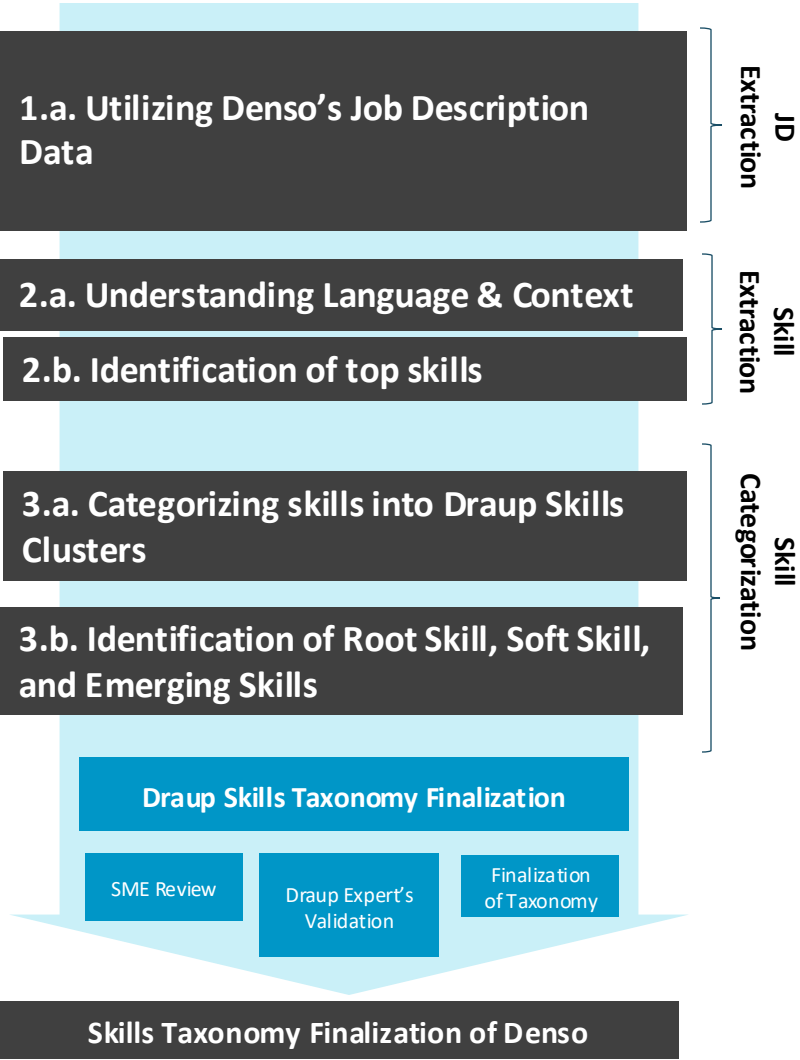 1.a. Utilizing Denso’s Job Description
Data
JD
Extraction
2.a. Understanding Language & Context
2.b. Identification of top skills
Skill
Extraction
3.a. Categorizing skills into Draup Skills
Clusters
3.b. Identification of Root Skill, Soft Skill,
and Emerging Skills
Skill
Categorization
Draup Skills Taxonomy Finalization
SME Review
Draup Expert’s
Validation
Finalization
of Taxonomy
Skills Taxonomy Finalization of Denso